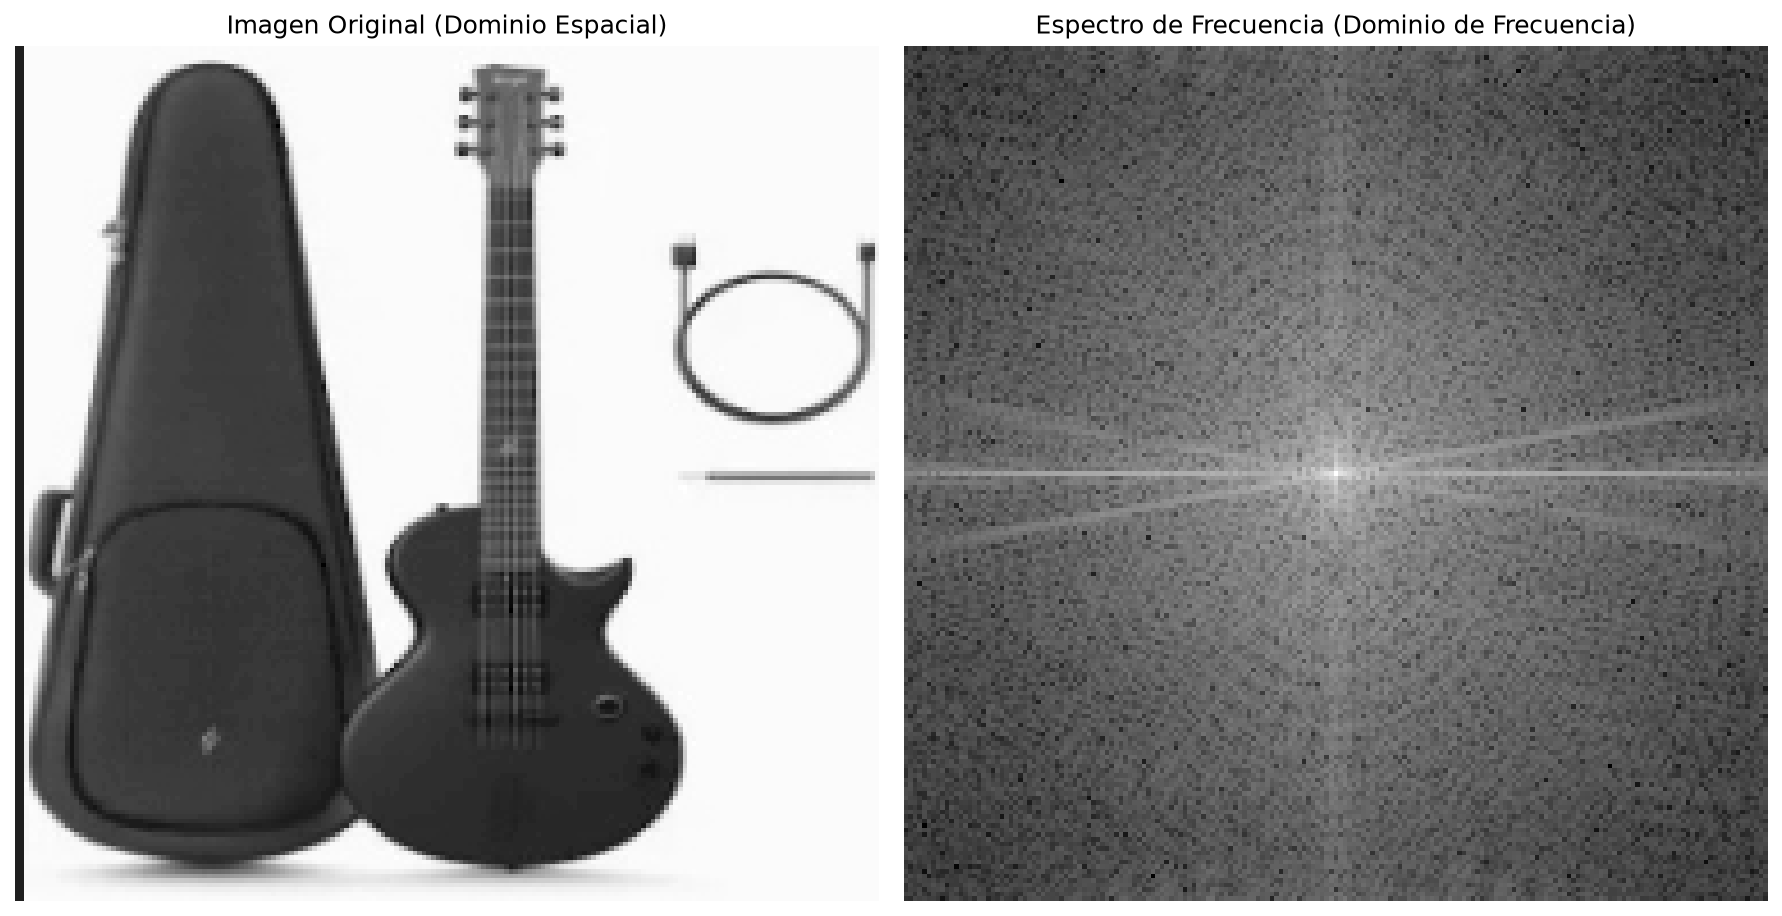 Imagen Original (Dominio Espacial)
Espectro de Frecuencia (Dominio de Frecuencia)